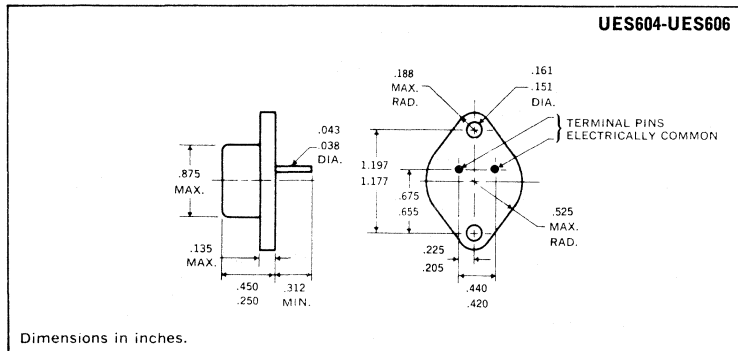 UES604-UES606
.188
MAX.
RAD.
.161
.151
DIA.
TERMINAL PINS
ELECTRICALLY COMMON
.043
.038
DIA.
.875
MAX.
1.197
1.177
.675
.655
.525
MAX.
RAD.
.135
MAX.
.450
.250
.312
MIN.
.225
.205
.440
.420
Dimensions in inches.